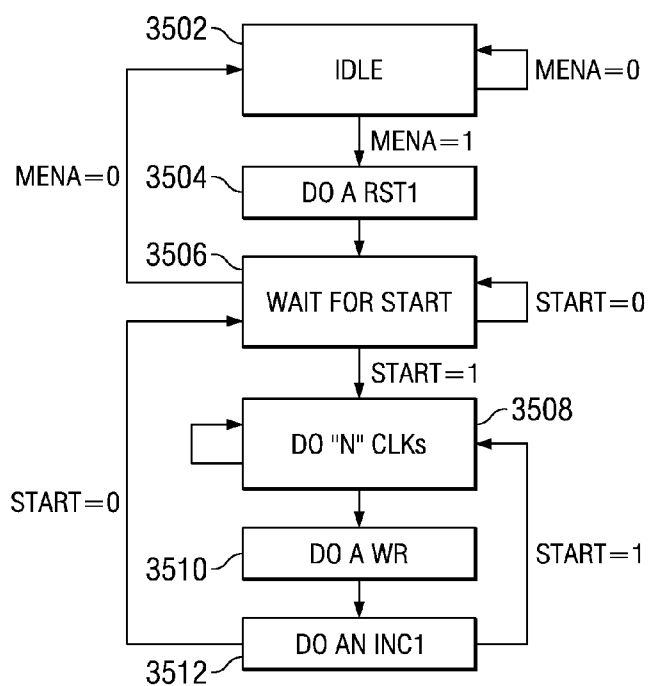 3502
IDLE
MENA=0
MENA=1
MENA=0
3504
DO A RST1
3506
WAIT FOR START
START=0
START=1
3508
DO "N" CLKs
START=0
3510
DO A WR
START=1
DO AN INC1
3512